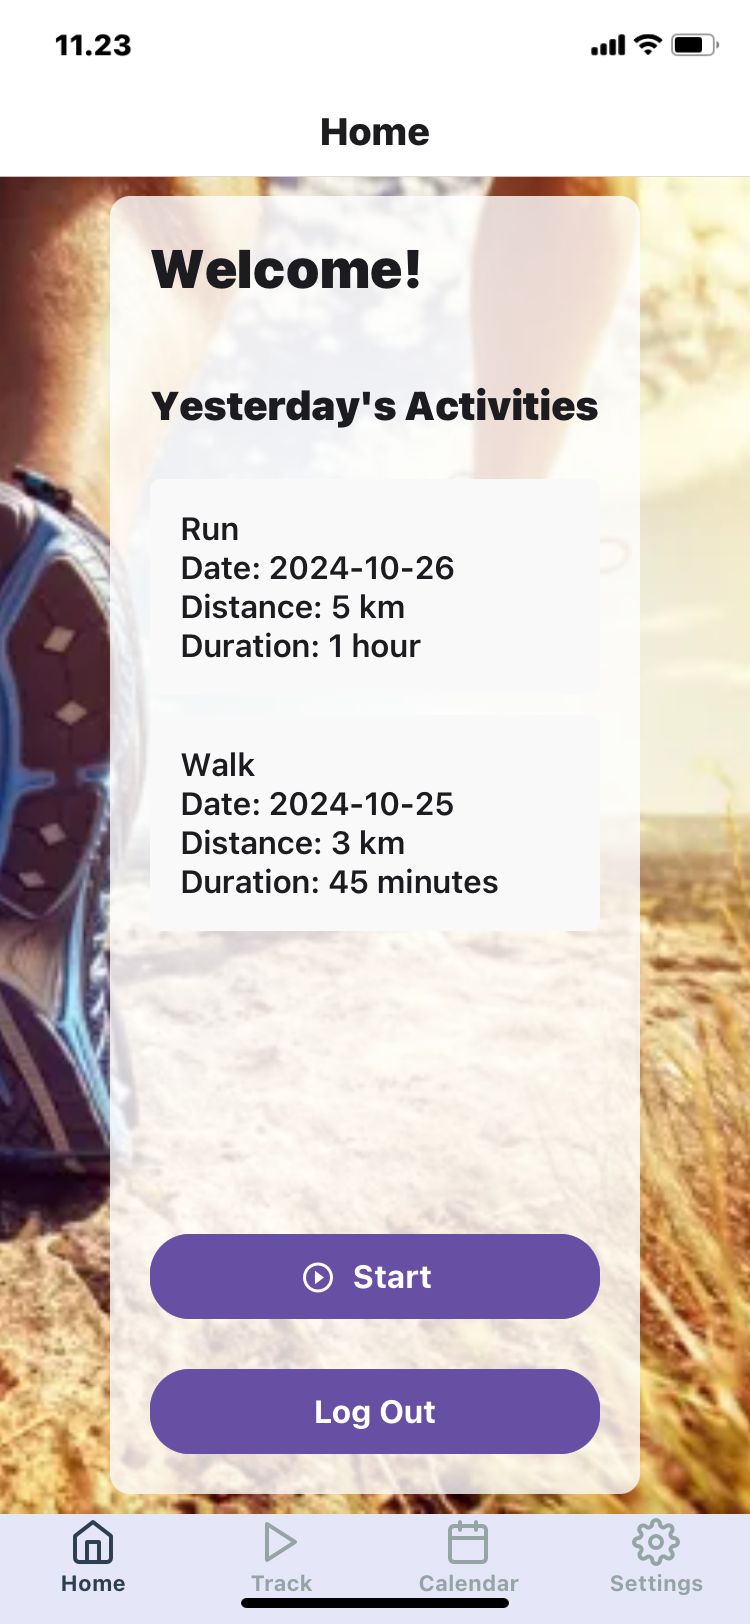 11.23
Home
Welcome!
Yesterday's Activities
Run
Date: 2024-10-26
Distance: 5 km
Duration: 1 hour
Walk
Date: 2024-10-25
Distance: 3 km
Duration: 45 minutes
Start
Log Out
Home Track Calendar Settings